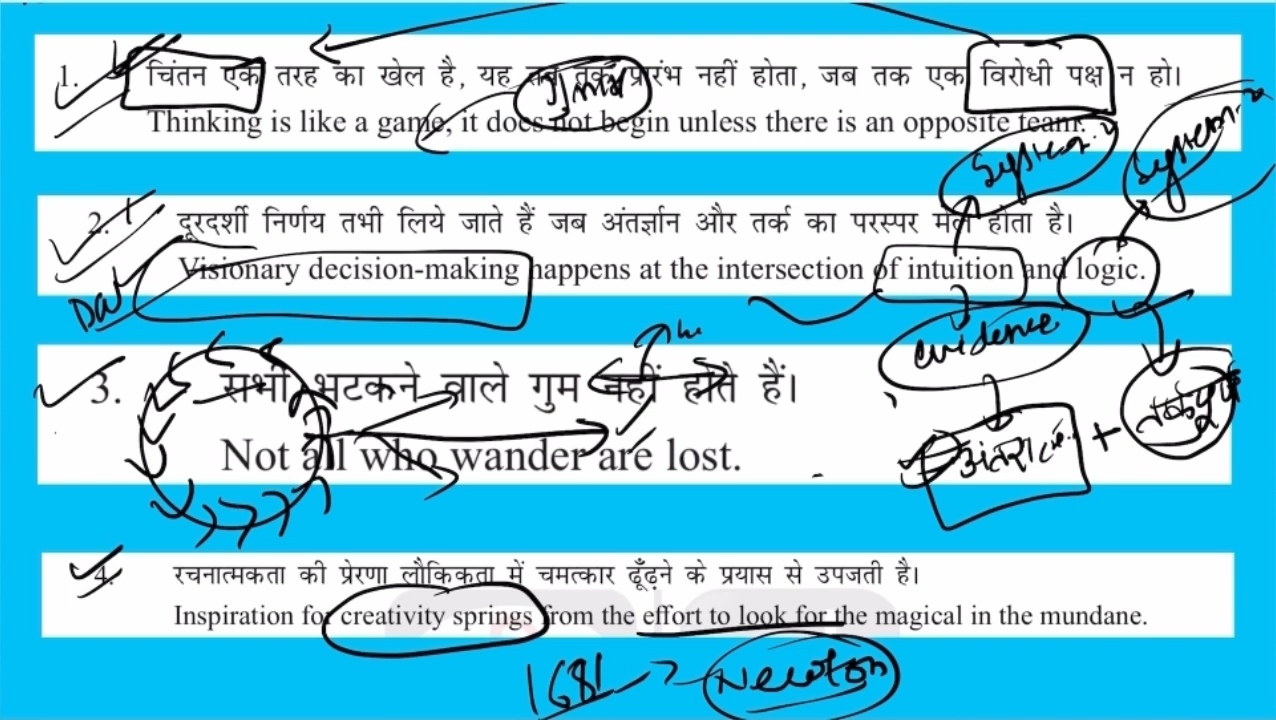 1. चिंतन एक तरह का खेल है, यह तब तक प्रारंभ नहीं होता, जब तक एक विरोधी पक्ष न हो।
Thinking is like a game, it does not begin unless there is an opposite team.
System System
2. दूरदर्शी निर्णय तभी लिये जाते हैं जब अंतर्ज्ञान और तर्क का परस्पर मेल होता है।
Visionary decision-making happens at the intersection of intuition and logic.
evidence
3. सभी भटकने वाले गुम नहीं होते हैं।
Not all who wander are lost.
4. रचनात्मकता की प्रेरणा लौकिकता में चमत्कार ढूँढ़ने के प्रयास से उपजती है।
Inspiration for creativity springs from the effort to look for the magical in the mundane.
1681 Newton